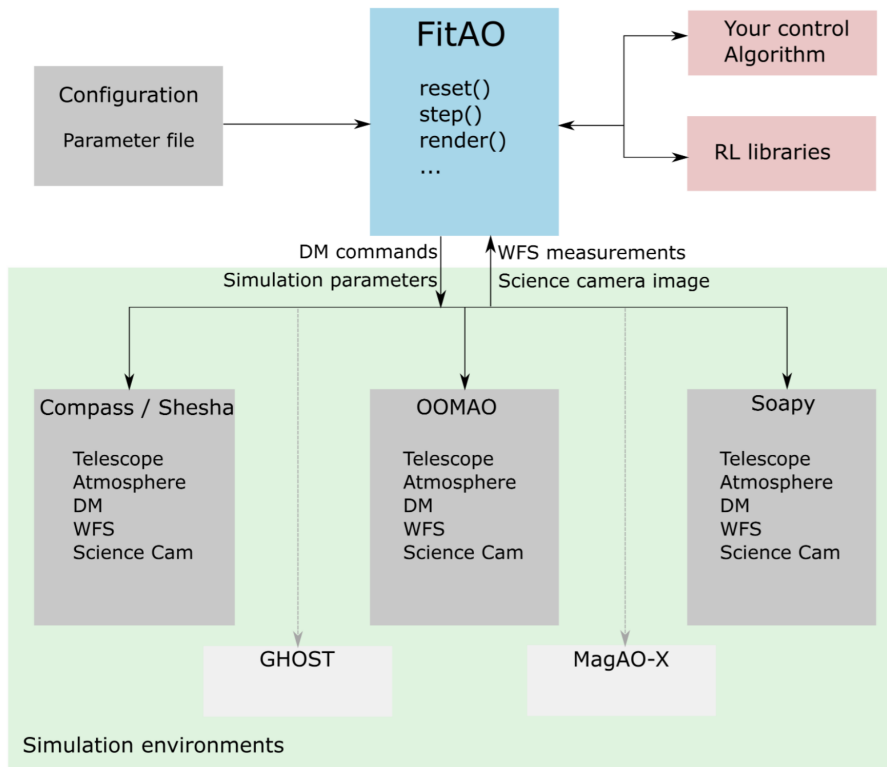 FitAO
reset()
step()
render()
...
Configuration
Parameter file
Your control
Algorithm
RL libraries
DM commands
Simulation parameters
WFS measurements
Science camera image
Compass / Shesha
Telescope
Atmosphere
DM
WFS
Science Cam
OOMAO
Telescope
Atmosphere
DM
WFS
Science Cam
Soapy
Telescope
Atmosphere
DM
WFS
Science Cam
GHOST
MagAO-X
Simulation environments